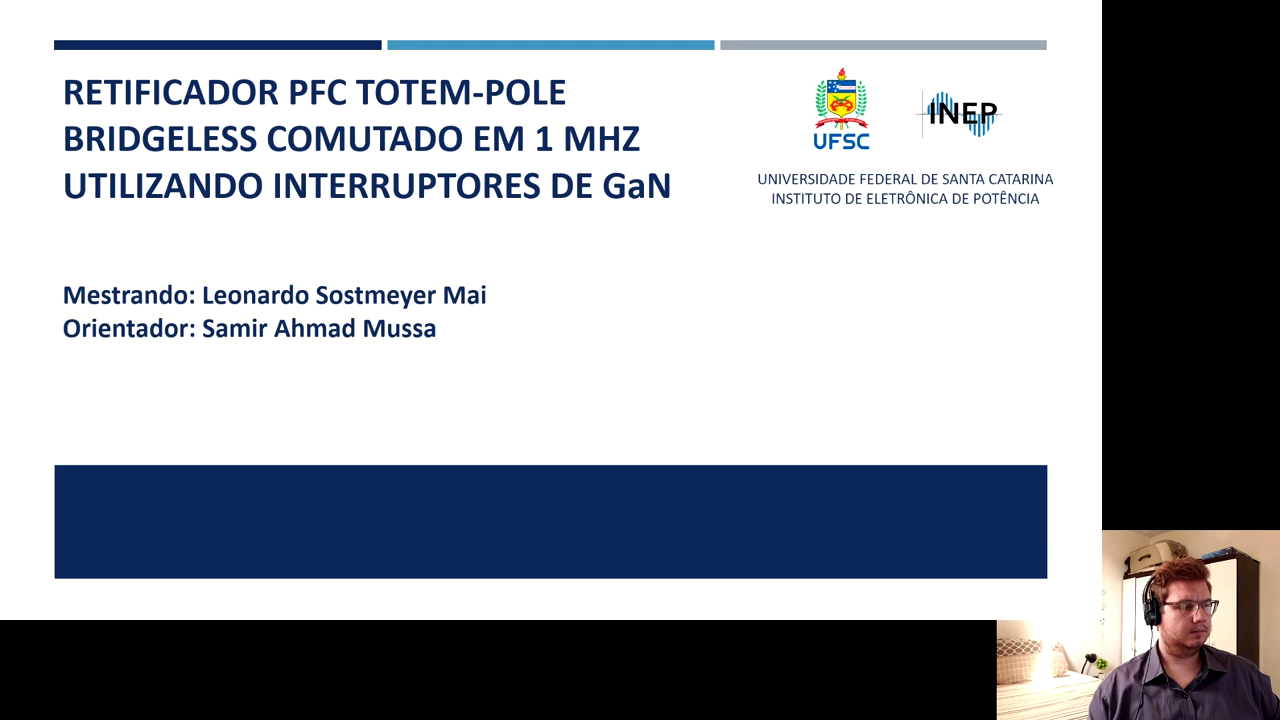 RETIFICADOR PFC TOTEM-POLE
BRIDGELESS COMUTADO EM 1 MHZ
UTILIZANDO INTERRUPTORES DE GaN
UFSC
INEP
UNIVERSIDADE FEDERAL DE SANTA CATARINA
INSTITUTO DE ELETRÔNICA DE POTÊNCIA
Mestrando: Leonardo Sostmeyer Mai
Orientador: Samir Ahmad Mussa